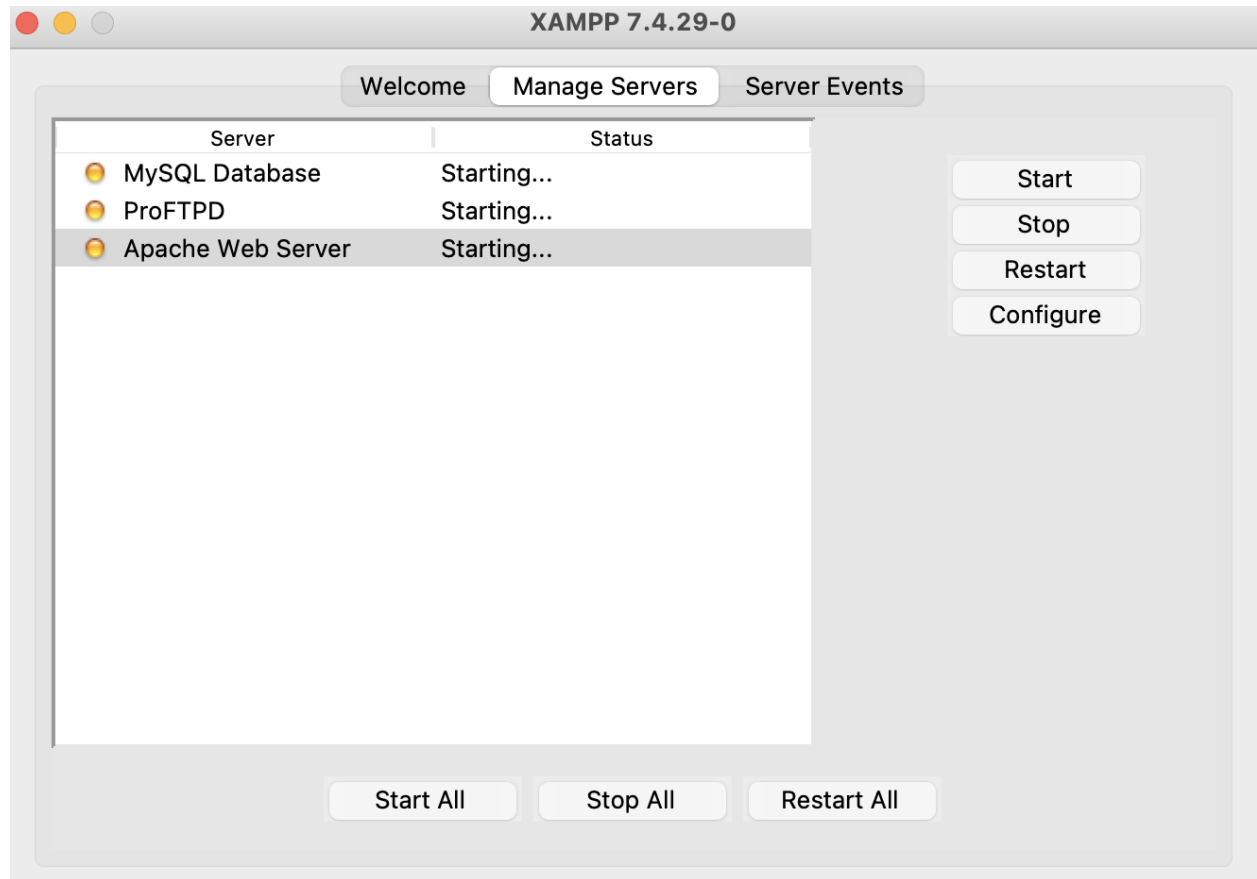 XAMPP 7.4.29-0
Welcome Manage Servers Server Events
Server Status
MySQL Database Starting...
ProFTPD Starting...
Apache Web Server Starting...
Start
Stop
Restart
Configure
Start All Stop All Restart All